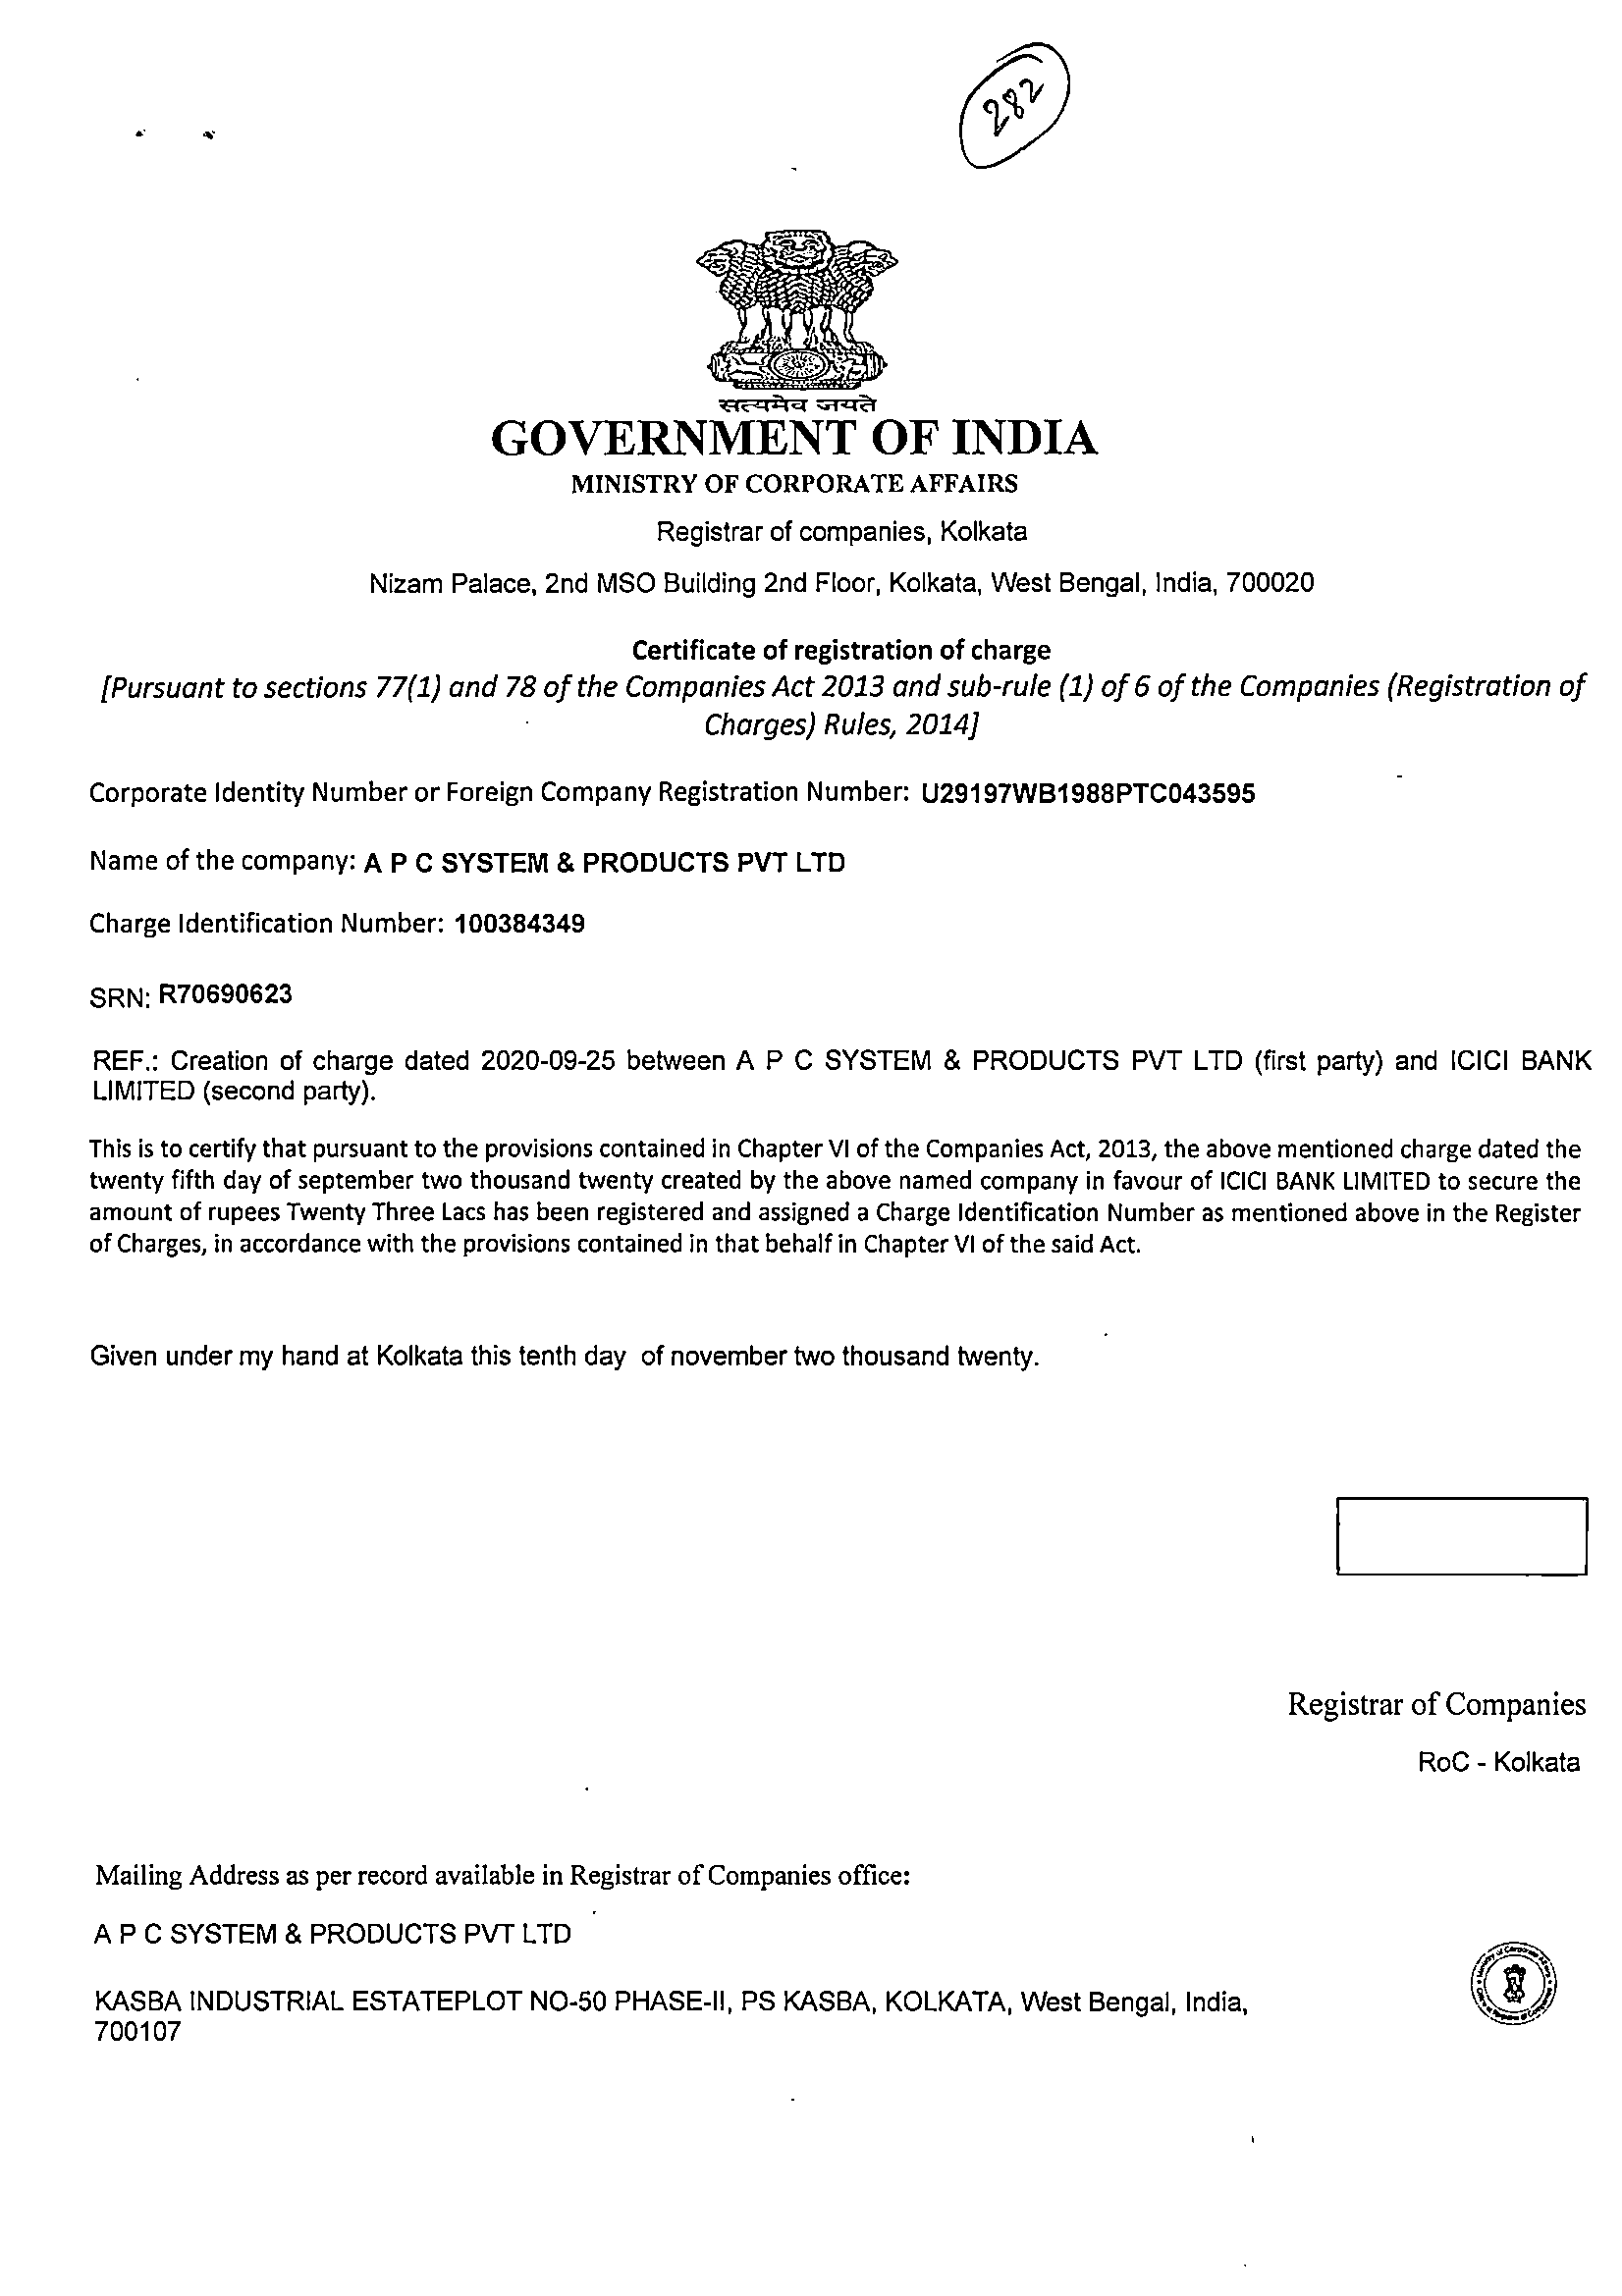 282
सत्यमेव जयते
GOVERNMENT OF INDIA
MINISTRY OF CORPORATE AFFAIRS
Registrar of companies, Kolkata
Nizam Palace, 2nd MSO Building 2nd Floor, Kolkata, West Bengal, India, 700020
Certificate of registration of charge
[Pursuant to sections 77(1) and 78 of the Companies Act 2013 and sub-rule (1) of 6 of the Companies (Registration of
Charges) Rules, 2014]
Corporate Identity Number or Foreign Company Registration Number: U29197WB1988PTC043595
Name of the company: A P C SYSTEM & PRODUCTS PVT LTD
Charge Identification Number: 100384349
SRN: R70690623
REF.: Creation of charge dated 2020-09-25 between A P C SYSTEM & PRODUCTS PVT LTD (first party) and ICICI BANK
LIMITED (second party).
This is to certify that pursuant to the provisions contained in Chapter VI of the Companies Act, 2013, the above mentioned charge dated the
twenty fifth day of september two thousand twenty created by the above named company in favour of ICICI BANK LIMITED to secure the
amount of rupees Twenty Three Lacs has been registered and assigned a Charge Identification Number as mentioned above in the Register
of Charges, in accordance with the provisions contained in that behalf in Chapter VI of the said Act.
Given under my hand at Kolkata this tenth day of november two thousand twenty.
Registrar of Companies
RoC - Kolkata
Mailing Address as per record available in Registrar of Companies office:
A P C SYSTEM & PRODUCTS PVT LTD
KASBA INDUSTRIAL ESTATEPLOT NO-50 PHASE-II, PS KASBA, KOLKATA, West Bengal, India,
700107